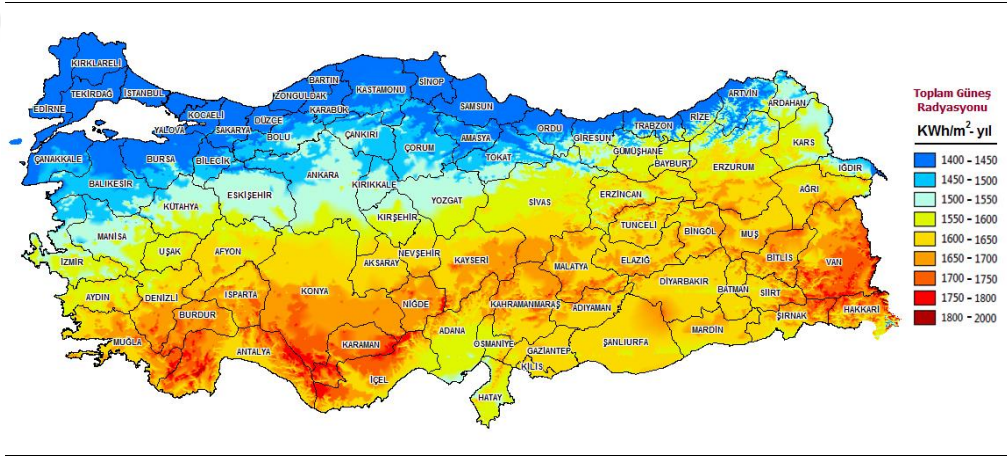 KIRKLARELİ
EDİRNE
TEKİRDAĞ
İSTANBUL
KOCAELİ
YALOVA
SAKARYA
DÜZCE
ZONGULDAK
BARTIN
KARABÜK
KASTAMONU
SİNOP
SAMSUN
BOLU
ÇANKIRI
ÇORUM
AMASYA
TOKAT
ORDU
GİRESUN
TRABZON
RİZE
ARTVİN
ARDAHAN
GÜMÜŞHANE
BAYBURT
KARS
IĞDIR
ÇANAKKALE
BURSA
BİLECİK
BALIKESİR
KÜTAHYA
ESKİŞEHİR
ANKARA
KIRIKKALE
YOZGAT
SİVAS
ERZİNCAN
ERZURUM
AĞRI
KIRŞEHİR
MANİSA
İZMİR
UŞAK
AFYON
AKSARAY
NEVŞEHİR
KAYSERİ
MALATYA
TUNCELİ
ELAZIĞ
BİNGÖL
MUŞ
BİTLİS
VAN
AYDIN
DENİZLİ
ISPARTA
BURDUR
KONYA
NİĞDE
KAHRAMANMARAŞ
ADIYAMAN
DİYARBAKIR
BATMAN
SİİRT
ŞIRNAK
HAKKARİ
MARDİN
MUĞLA
ANTALYA
KARAMAN
İÇEL
ADANA
OSMANİYE
GAZİANTEP
KİLİS
ŞANLIURFA
HATAY
Toplam Güneş
Radyasyonu
KWh/m²- yıl
1400 - 1450
1450 - 1500
1500 - 1550
1550 - 1600
1600 - 1650
1650 - 1700
1700 - 1750
1750 - 1800
1800 - 2000